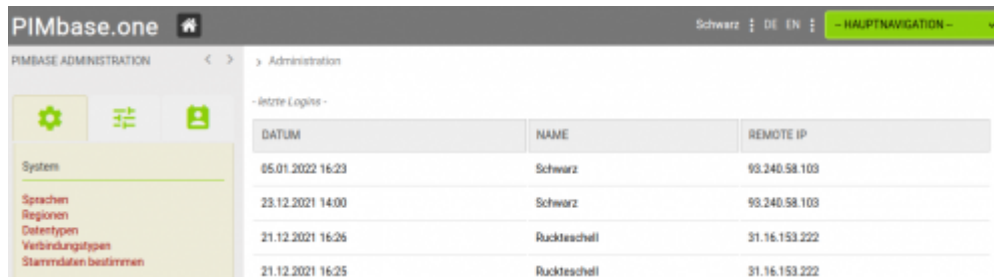 PIMbase.one
Schwarz DE EN -- HAUPTNAVIGATION --
PIMBASE ADMINISTRATION < >
> Administration
- letzte Logins -
DATUM NAME REMOTE IP
05.01.2022 16:23 Schwarz 93.240.58.103
23.12.2021 14:00 Schwarz 93.240.58.103
21.12.2021 16:26 Ruckteschell 31.16.153.222
21.12.2021 16:25 Ruckteschell 31.16.153.222
System
Sprachen
Regionen
Datentypen
Verbindungstypen
Stammdaten bestimmen